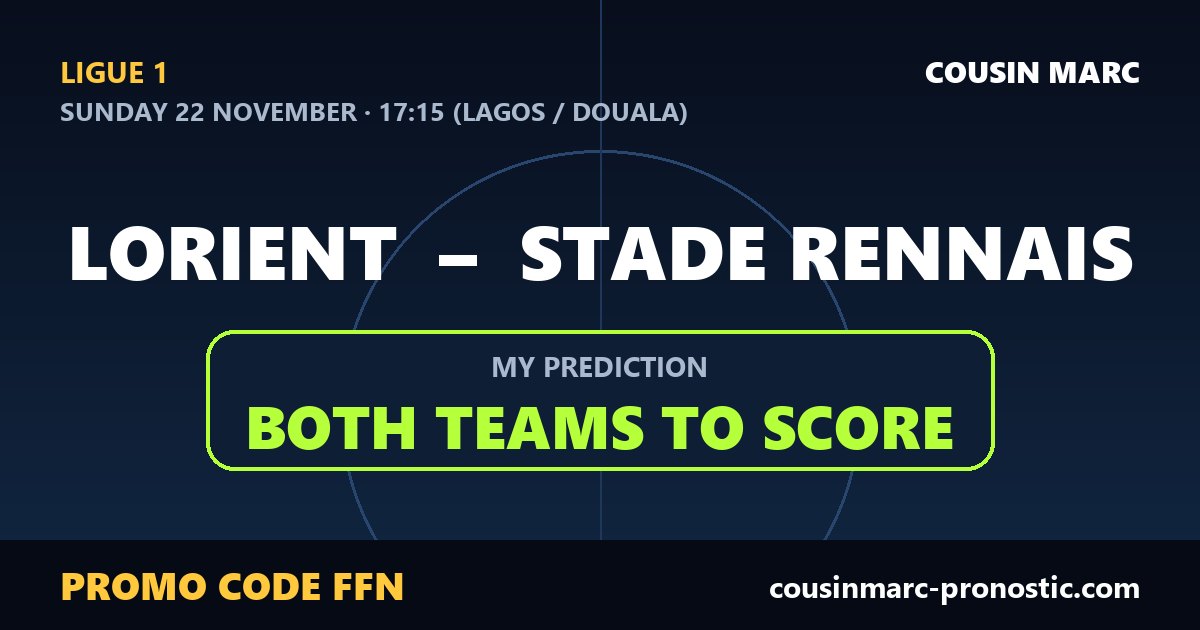 LIGUE 1
COUSIN MARC
SUNDAY 22 NOVEMBER · 17:15 (LAGOS / DOUALA)
LORIENT – STADE RENNAIS
MY PREDICTION
BOTH TEAMS TO SCORE
PROMO CODE FFN
cousinmarc-pronostic.com